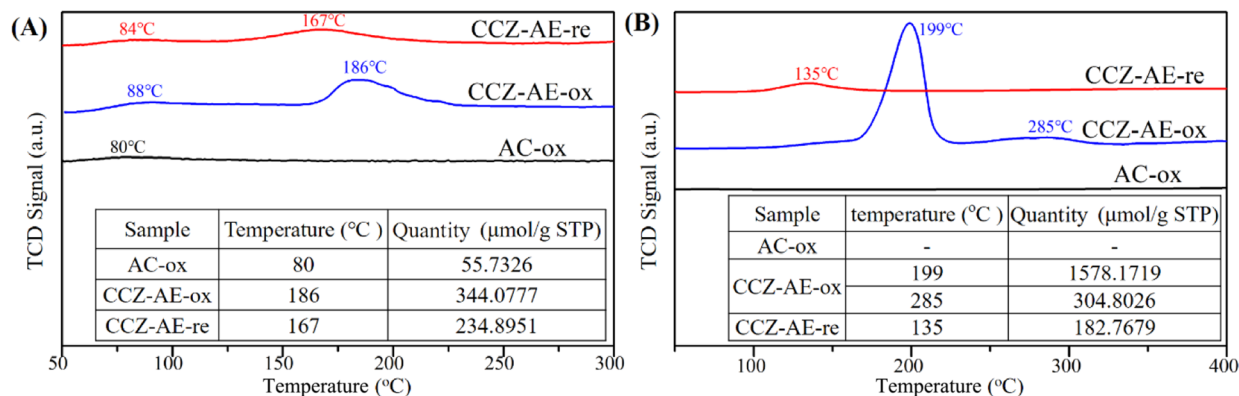 (A)
84°C
167°C
CCZ-AE-re
88°C
186°C
CCZ-AE-ox
80°C
AC-ox
TCD Signal (a.u.)
Sample Temperature (°C ) Quantity (μmol/g STP)
AC-ox 80 55.7326
CCZ-AE-ox 186 344.0777
CCZ-AE-re 167 234.8951
50 100 150 200 250 300
Temperature (°C)
(B)
199°C
135°C
CCZ-AE-re
285°C
CCZ-AE-ox
AC-ox
TCD Signal (a.u.)
Sample temperature (°C ) Quantity (μmol/g STP)
AC-ox - -
CCZ-AE-ox 199 1578.1719
285 304.8026
CCZ-AE-re 135 182.7679
100 200 300 400
Temperature (°C)